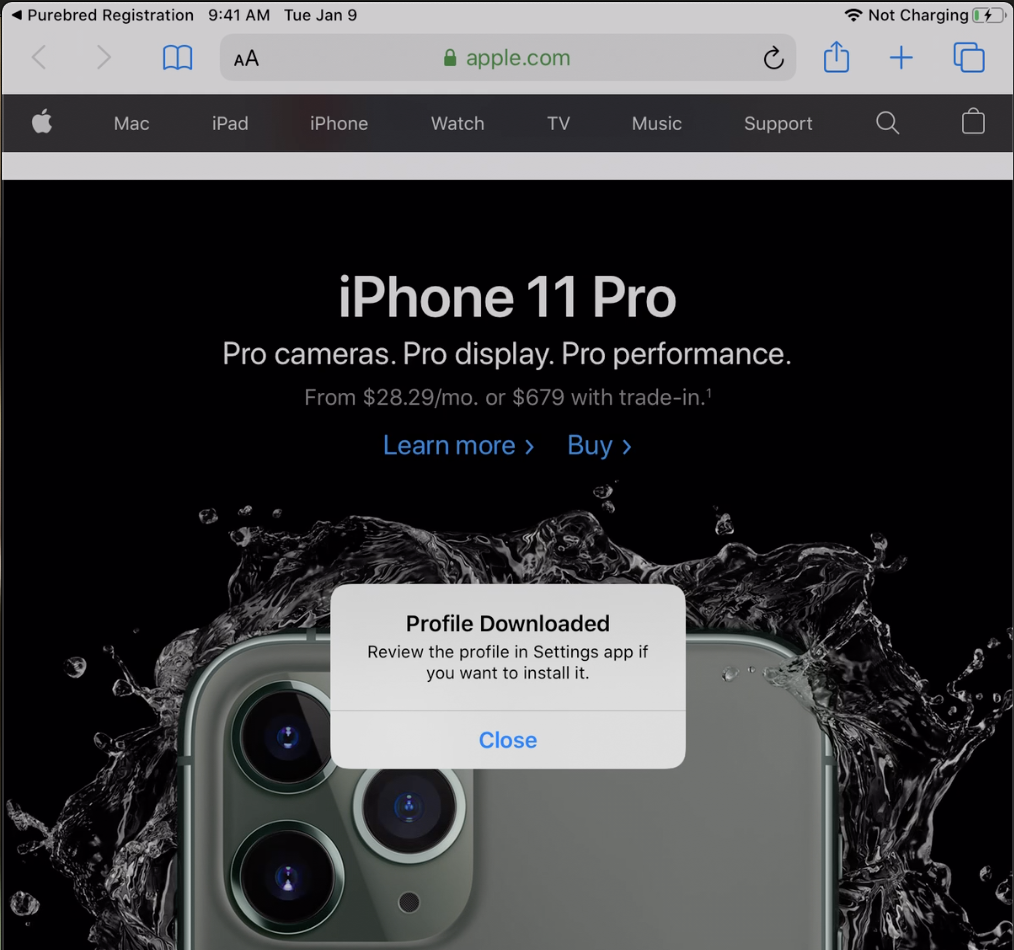 ◀ Purebred Registration 9:41 AM Tue Jan 9 Not Charging
AA apple.com
Mac iPad iPhone Watch TV Music Support
iPhone 11 Pro
Pro cameras. Pro display. Pro performance.
From $28.29/mo. or $679 with trade-in.¹
Learn more › Buy ›
Profile Downloaded
Review the profile in Settings app if
you want to install it.
Close